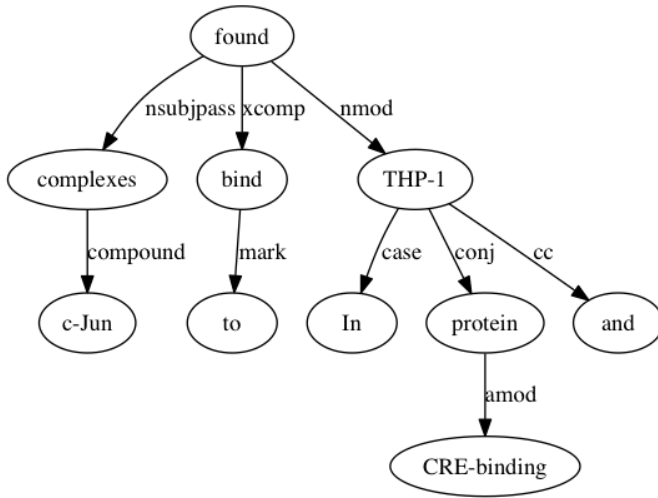 found
nsubjpass xcomp nmod
complexes bind THP-1
compound mark case conj cc
c-Jun to In protein and
amod
CRE-binding